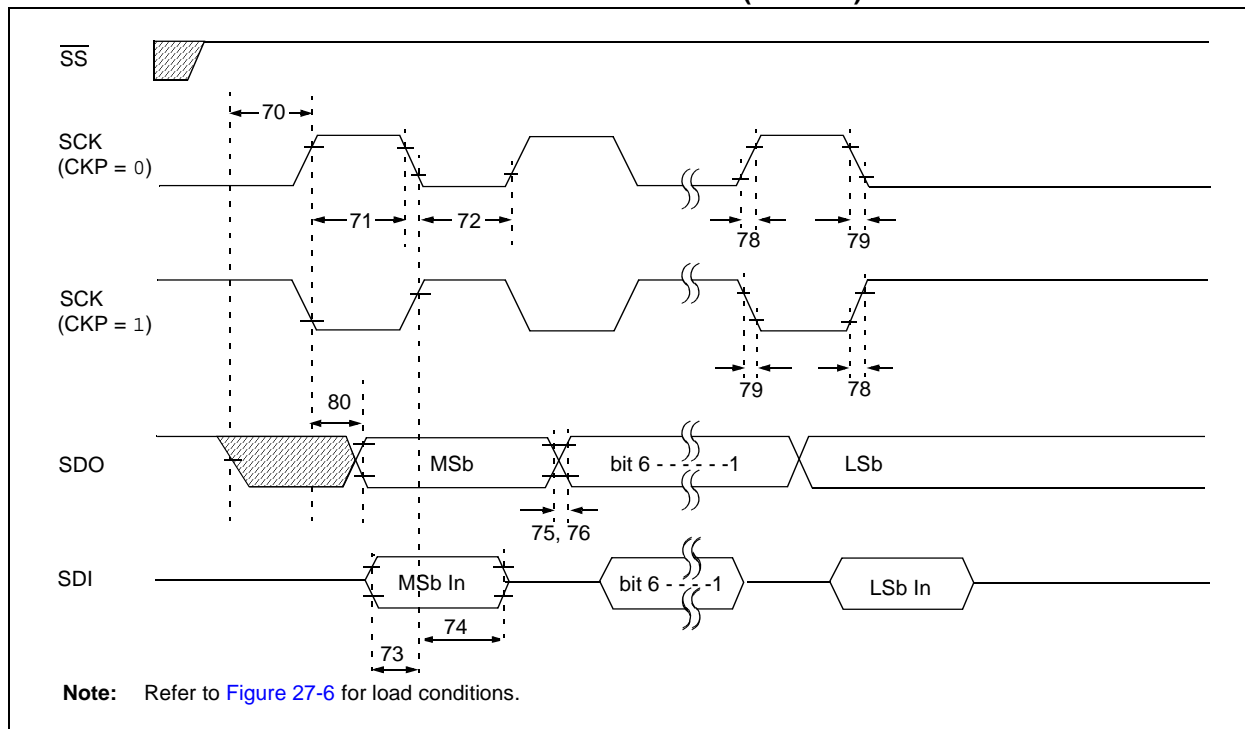 SS
70
SCK
(CKP = 0)
71
72
78
79
SCK
(CKP = 1)
79
78
80
SDO
MSb
bit 6 - - - - - -1
LSb
75, 76
SDI
MSb In
bit 6 - - - -1
LSb In
74
73
Note: Refer to Figure 27-6 for load conditions.